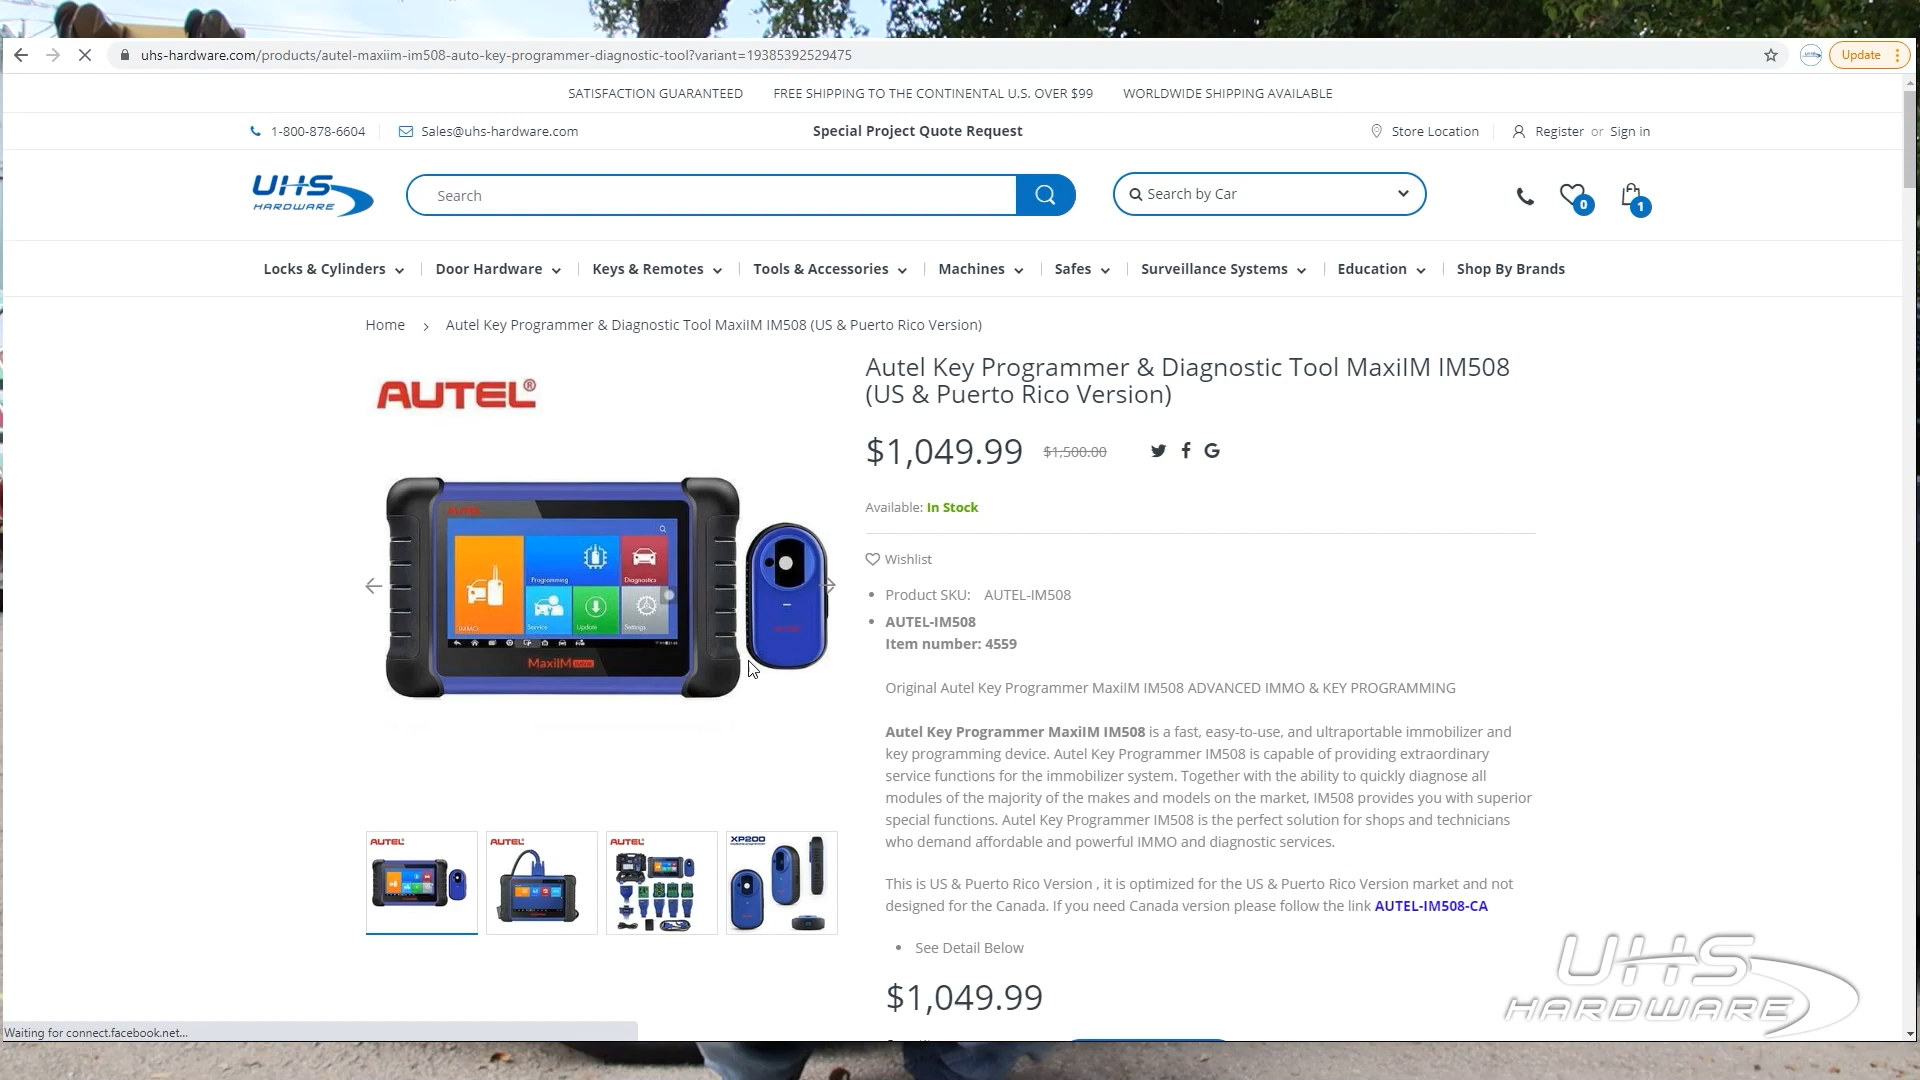 uhs-hardware.com/products/autel-maxiim-im508-auto-key-programmer-diagnostic-tool?variant=19385392529475
Update
SATISFACTION GUARANTEED
FREE SHIPPING TO THE CONTINENTAL U.S. OVER $99
WORLDWIDE SHIPPING AVAILABLE
1-800-878-6604
Sales@uhs-hardware.com
Special Project Quote Request
Store Location
Register or Sign in
UHS
HARDWARE
Search
Search by Car
0
1
Locks & Cylinders
Door Hardware
Keys & Remotes
Tools & Accessories
Machines
Safes
Surveillance Systems
Education
Shop By Brands
Home
Autel Key Programmer & Diagnostic Tool MaxiIM IM508 (US & Puerto Rico Version)
AUTEL®
AUTEL
Programming
Diagnostics
IMMO
Service
Update
Settings
MaxiIM
Autel Key Programmer & Diagnostic Tool MaxiIM IM508
(US & Puerto Rico Version)
$1,049.99
$1,500.00
Available: In Stock
Wishlist
Product SKU: AUTEL-IM508
AUTEL-IM508
Item number: 4559
Original Autel Key Programmer MaxiIM IM508 ADVANCED IMMO & KEY PROGRAMMING
Autel Key Programmer MaxiIM IM508 is a fast, easy-to-use, and ultraportable immobilizer and
key programming device. Autel Key Programmer IM508 is capable of providing extraordinary
service functions for the immobilizer system. Together with the ability to quickly diagnose all
modules of the majority of the makes and models on the market, IM508 provides you with superior
special functions. Autel Key Programmer IM508 is the perfect solution for shops and technicians
who demand affordable and powerful IMMO and diagnostic services.
This is US & Puerto Rico Version , it is optimized for the US & Puerto Rico Version market and not
designed for the Canada. If you need Canada version please follow the link AUTEL-IM508-CA
See Detail Below
$1,049.99
AUTEL
AUTEL
AUTEL
XP200
UHS
HARDWARE
Waiting for connect.facebook.net...